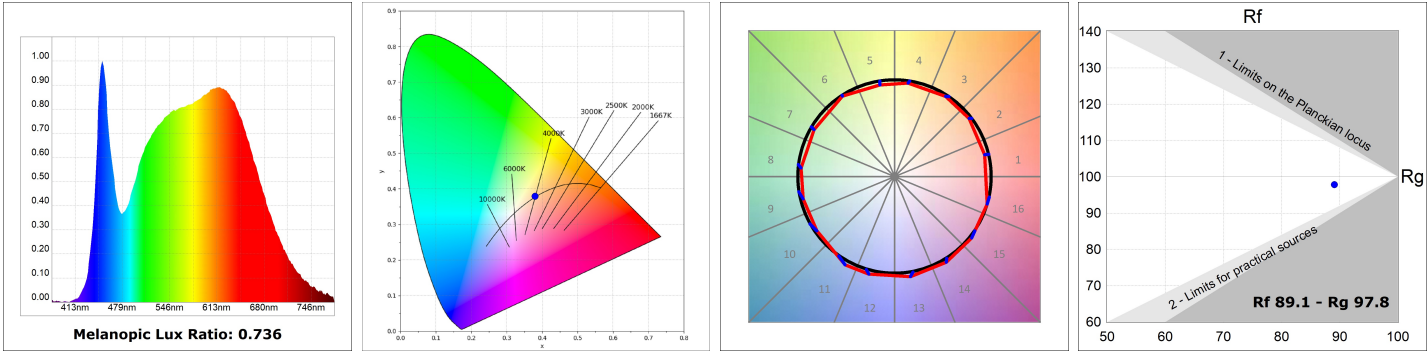 1.00
0.90
0.80
0.70
0.60
0.50
0.40
0.30
0.20
0.10
0.00
413nm 479nm 546nm 613nm 680nm 746nm
Melanopic Lux Ratio: 0.736
0.9
0.8
0.7
0.6
0.5
0.4
0.3
0.2
0.1
0.0
y
0.0 0.1 0.2 0.3 0.4 0.5 0.6 0.7 0.8
x
10000K
6000K
4000K
3000K
2500K
2000K
1667K
1
2
3
4
5
6
7
8
9
10
11
12
13
14
15
16
Rf
140
130
120
110
100
90
80
70
60
Rg
1 - Limits on the Planckian locus
2 - Limits for practical sources
Rf 89.1 - Rg 97.8
50 60 70 80 90 100